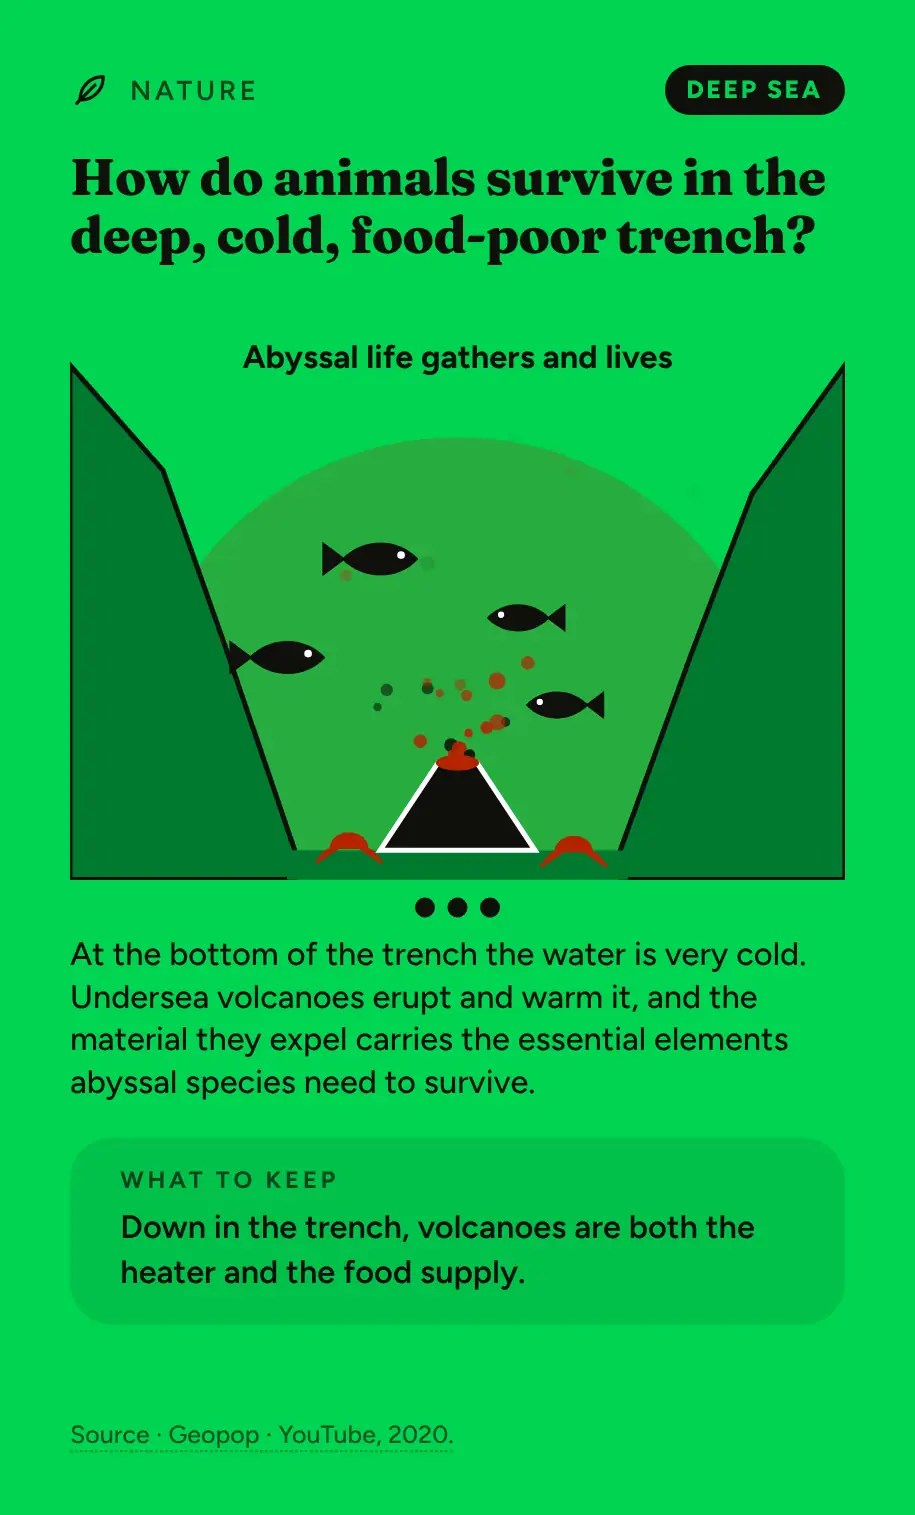 NATURE
DEEP SEA
How do animals survive in the
deep, cold, food-poor trench?
Abyssal life gathers and lives
At the bottom of the trench the water is very cold.
Undersea volcanoes erupt and warm it, and the
material they expel carries the essential elements
abyssal species need to survive.
WHAT TO KEEP
Down in the trench, volcanoes are both the
heater and the food supply.
Source · Geopop · YouTube, 2020.